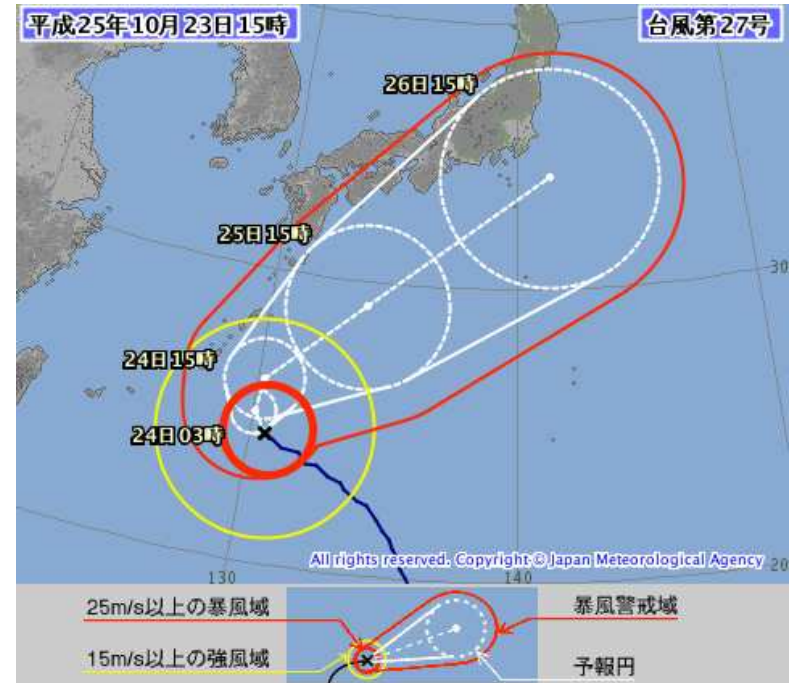 平成25年10月23日15時
台風第27号
26日15時
25日15時
30
24日15時
24日03時
All rights reserved. Copyright © Japan Meteorological Agency
20
130
140
25m/s以上の暴風域
暴風警戒域
15m/s以上の強風域
予報円